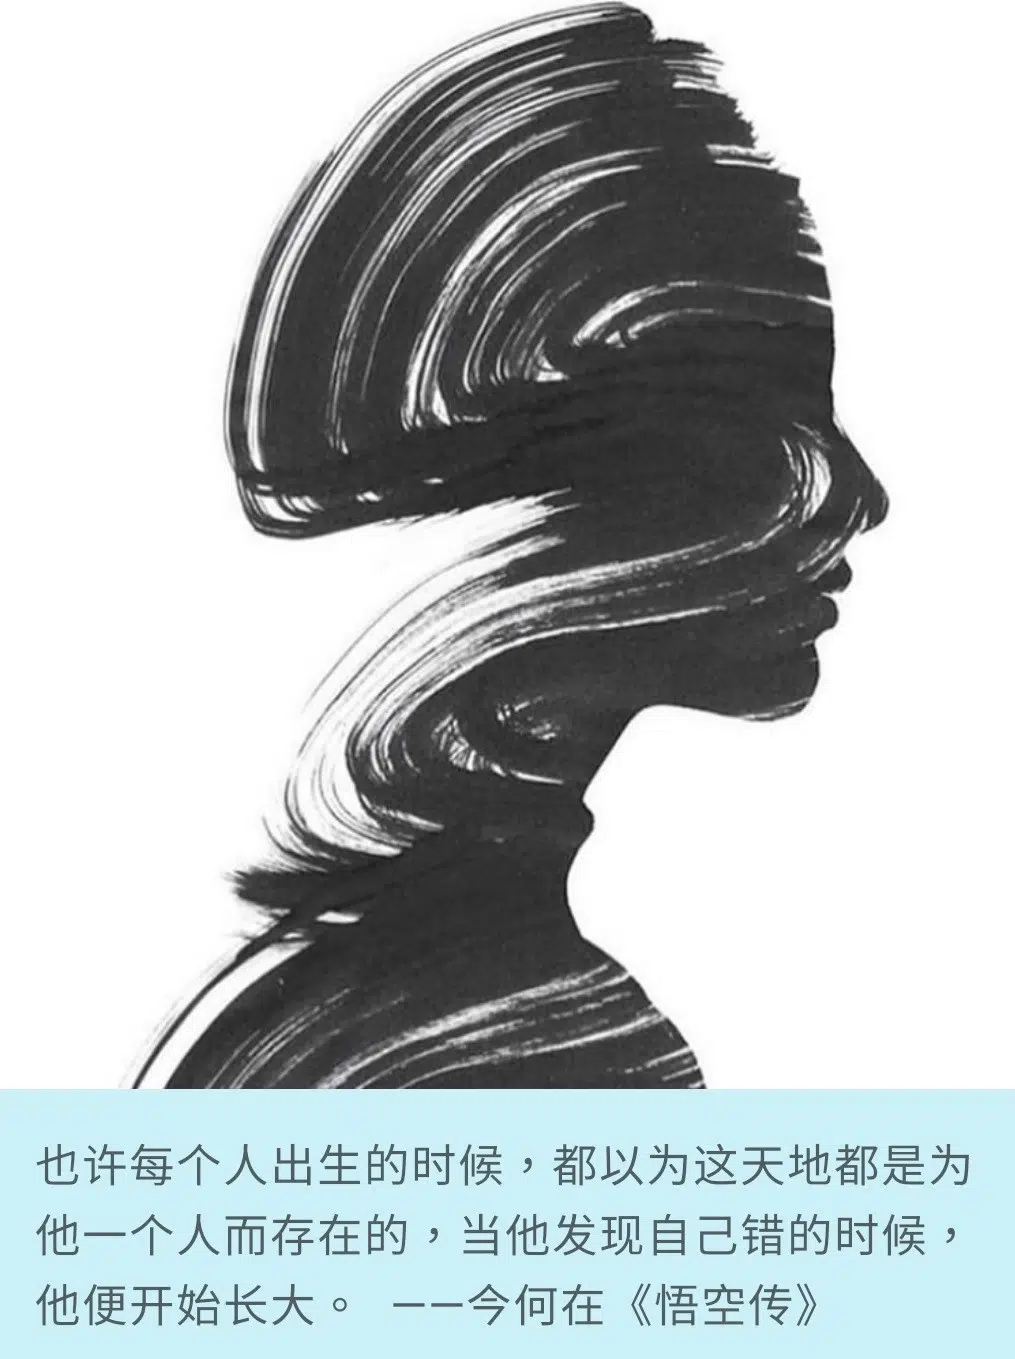 也许每个人出生的时候，都以为这天地都是为
他一个人而存在的，当他发现自己错的时候，
他便开始长大。 ——今何在《悟空传》